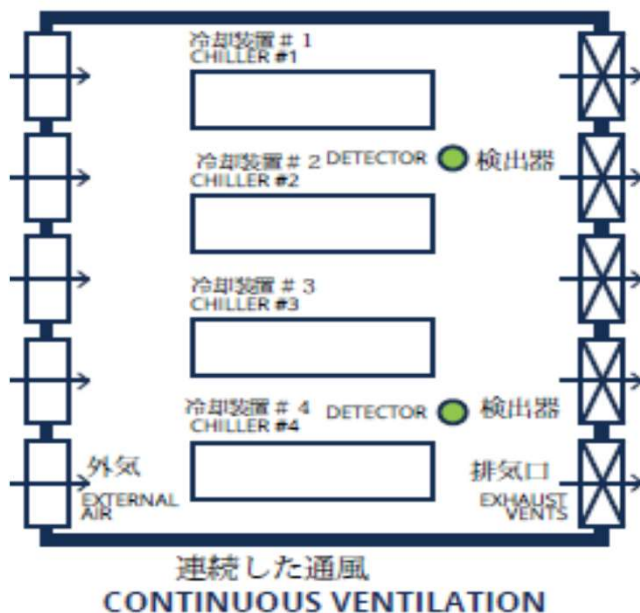 冷却装置＃1
CHILLER #1
冷却装置＃2 DETECTOR 検出器
CHILLER #2
冷却装置＃3
CHILLER #3
冷却装置＃4 DETECTOR 検出器
CHILLER #4
外気
EXTERNAL
AIR
排気口
EXHAUST
VENTS
連続した通風
CONTINUOUS VENTILATION